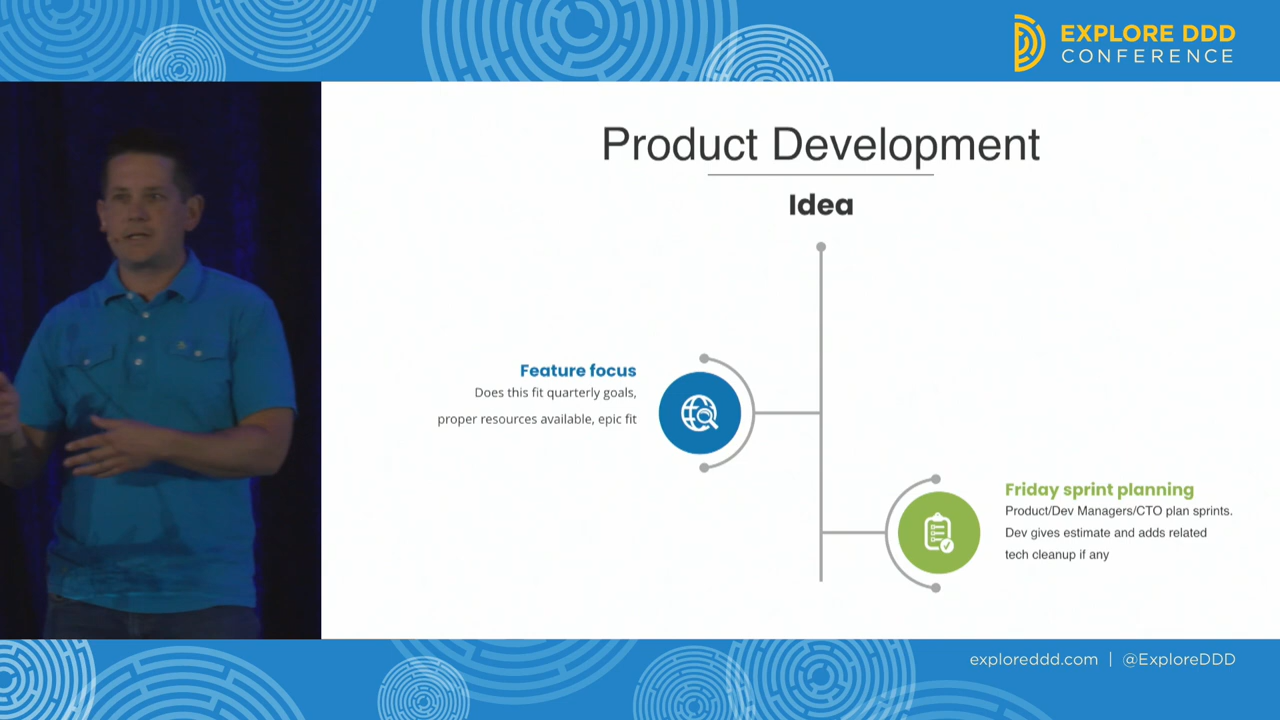 EXPLORE DDD
CONFERENCE
Product Development
Idea
Feature focus
Does this fit quarterly goals,
proper resources available, epic fit
Friday sprint planning
Product/Dev Managers/CTO plan sprints.
Dev gives estimate and adds related
tech cleanup if any
exploreddd.com | @ExploreDDD